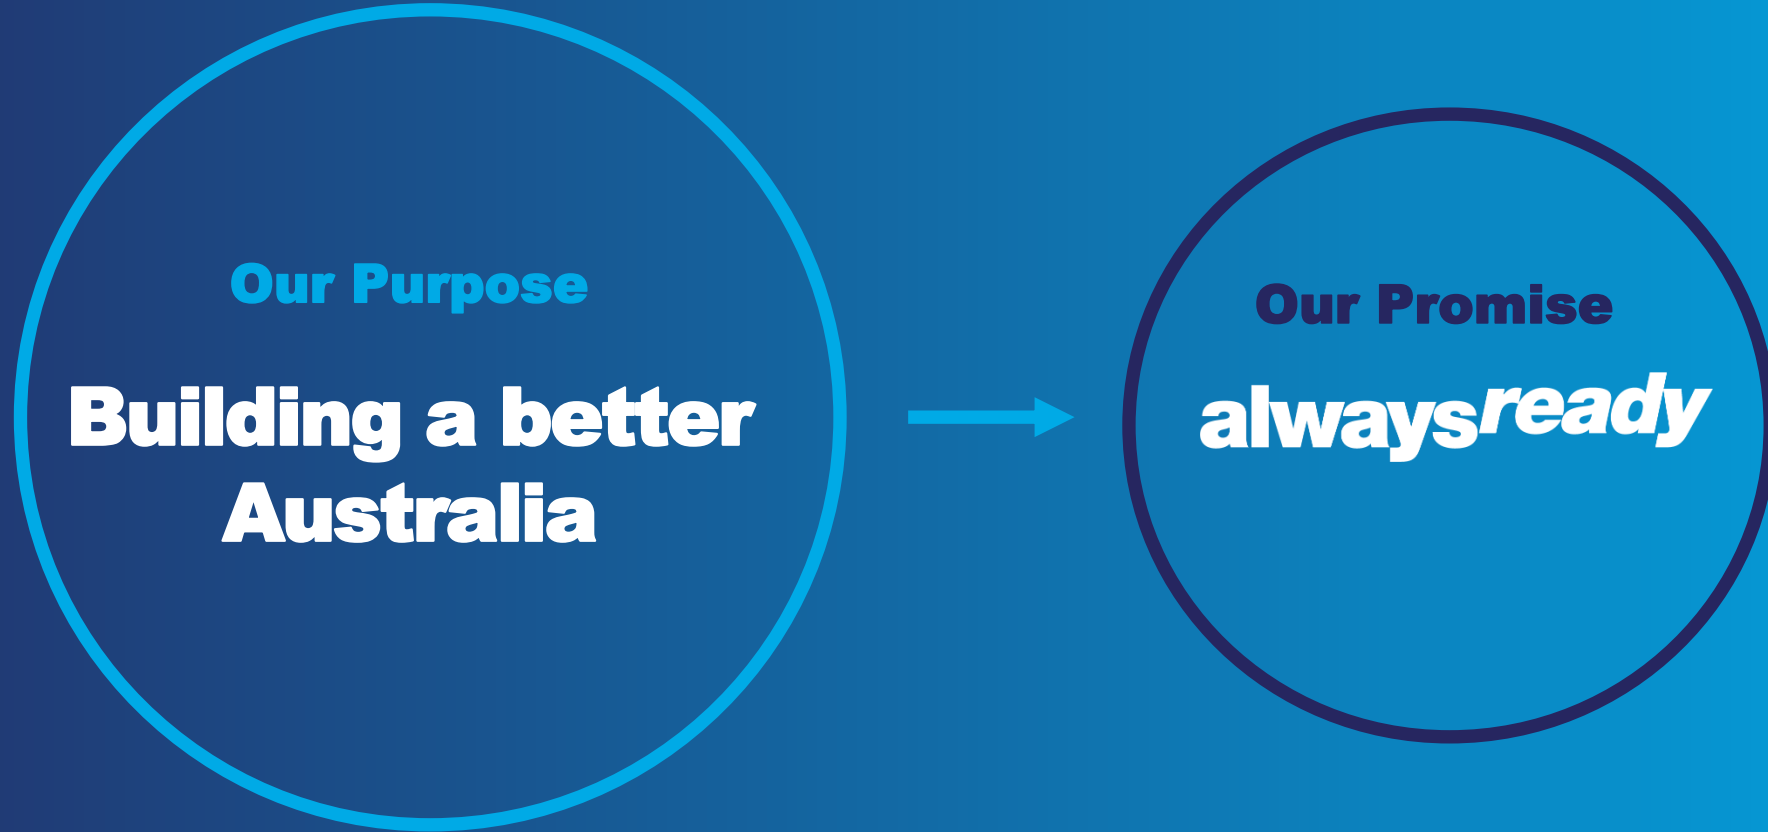 Our Purpose
Building a better
Australia
Our Promise
alwaysready